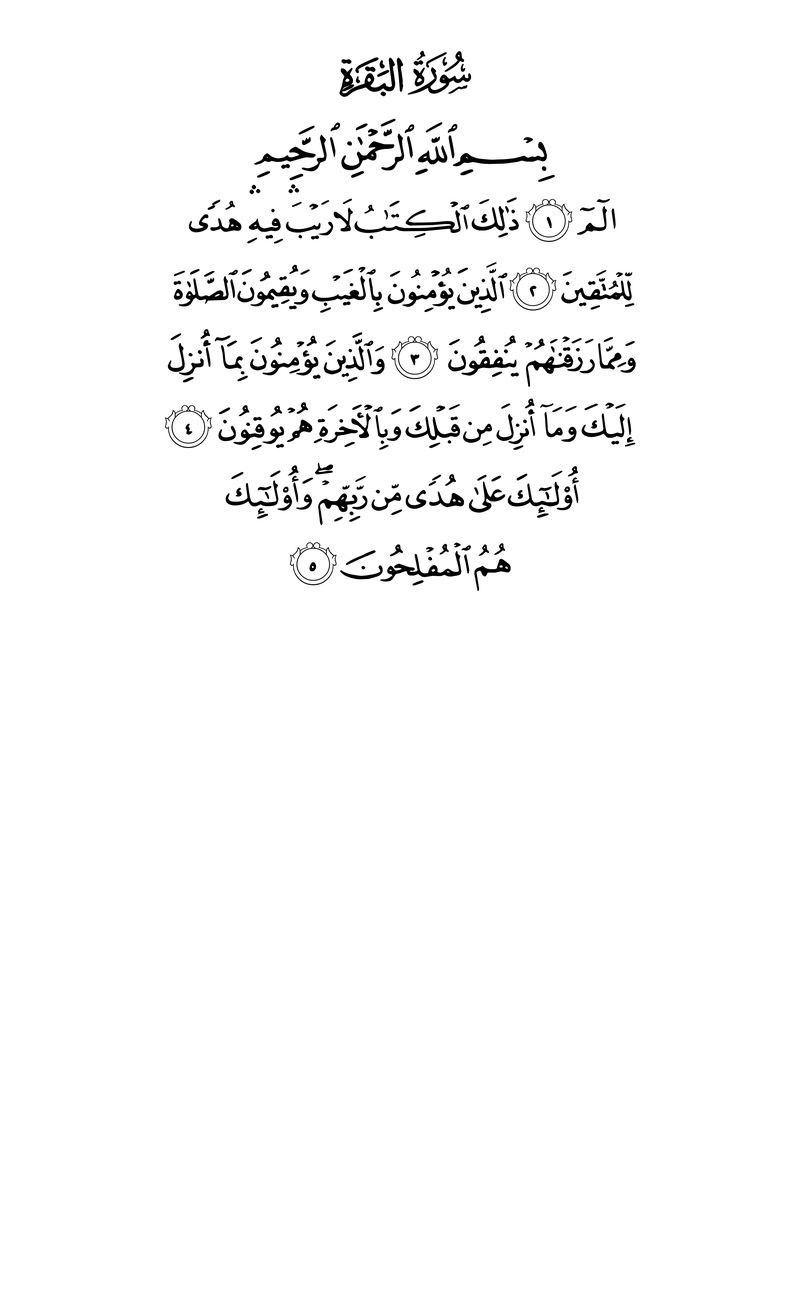 سُورَةُ البَقَرَةِ
بِسْمِ ٱللَّهِ ٱلرَّحْمَٰنِ ٱلرَّحِيمِ
الٓمٓ ١ ذَٰلِكَ ٱلْكِتَٰبُ لَا رَيْبَ ۛ فِيهِ ۛ هُدًى
لِّلْمُتَّقِينَ ٢ ٱلَّذِينَ يُؤْمِنُونَ بِٱلْغَيْبِ وَيُقِيمُونَ ٱلصَّلَوٰةَ
وَمِمَّا رَزَقْنَٰهُمْ يُنفِقُونَ ٣ وَٱلَّذِينَ يُؤْمِنُونَ بِمَآ أُنزِلَ
إِلَيْكَ وَمَآ أُنزِلَ مِن قَبْلِكَ وَبِٱلْأَخِرَةِ هُمْ يُوقِنُونَ ٤
أُوْلَٰٓئِكَ عَلَىٰ هُدًى مِّن رَّبِّهِمْ ۖ وَأُوْلَٰٓئِكَ
هُمُ ٱلْمُفْلِحُونَ ٥